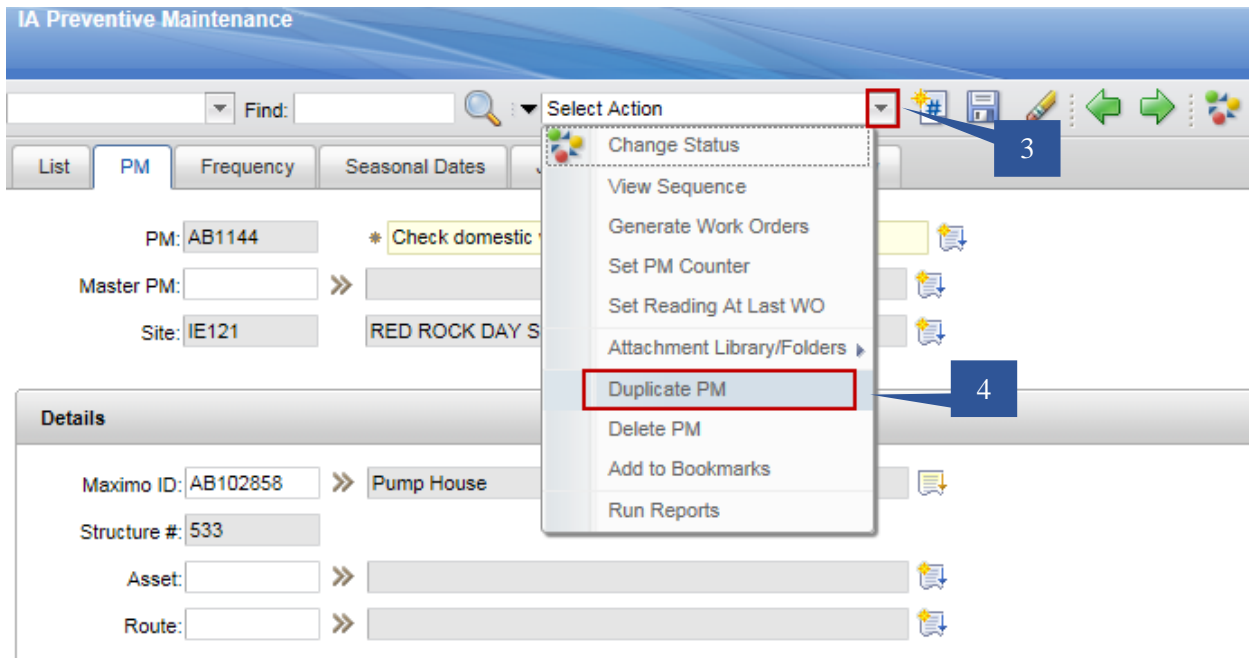 IA Preventive Maintenance
Find:
Select Action
3
List
PM
Frequency
Seasonal Dates
Change Status
View Sequence
Generate Work Orders
Set PM Counter
Set Reading At Last WO
Attachment Library/Folders
Duplicate PM
4
Delete PM
Add to Bookmarks
Run Reports
PM: AB1144 * Check domestic
Master PM:
Site: IE121 RED ROCK DAY S
Details
Maximo ID: AB102858 Pump House
Structure #: 533
Asset:
Route: